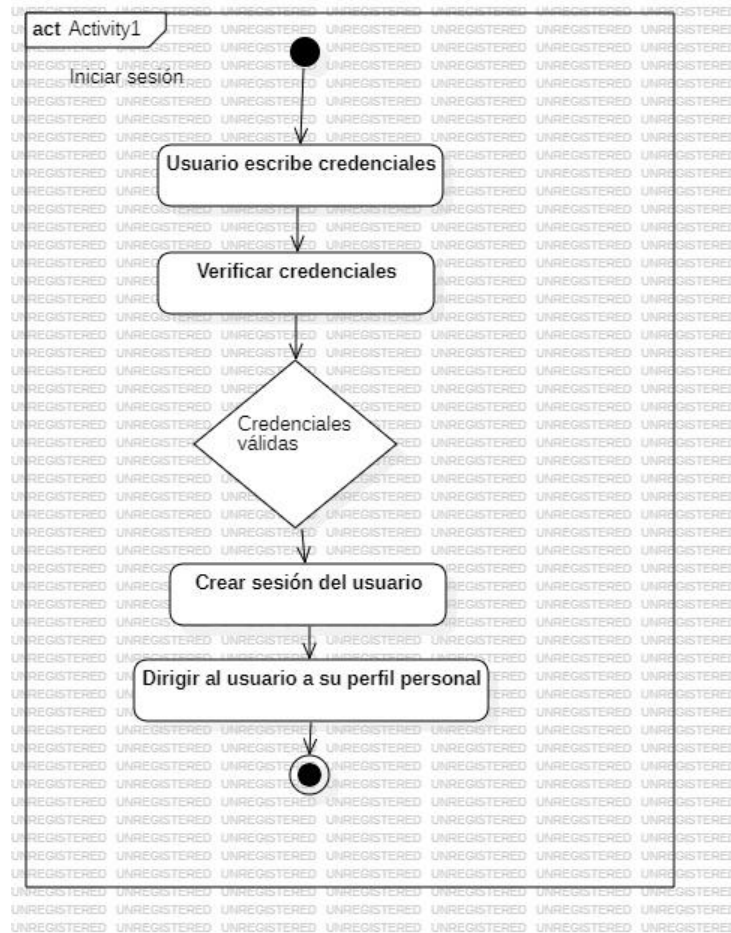 act Activity1
Iniciar sesión
Usuario escribe credenciales
Verificar credenciales
Credenciales
válidas
Crear sesión del usuario
Dirigir al usuario a su perfil personal
UNREGISTERED